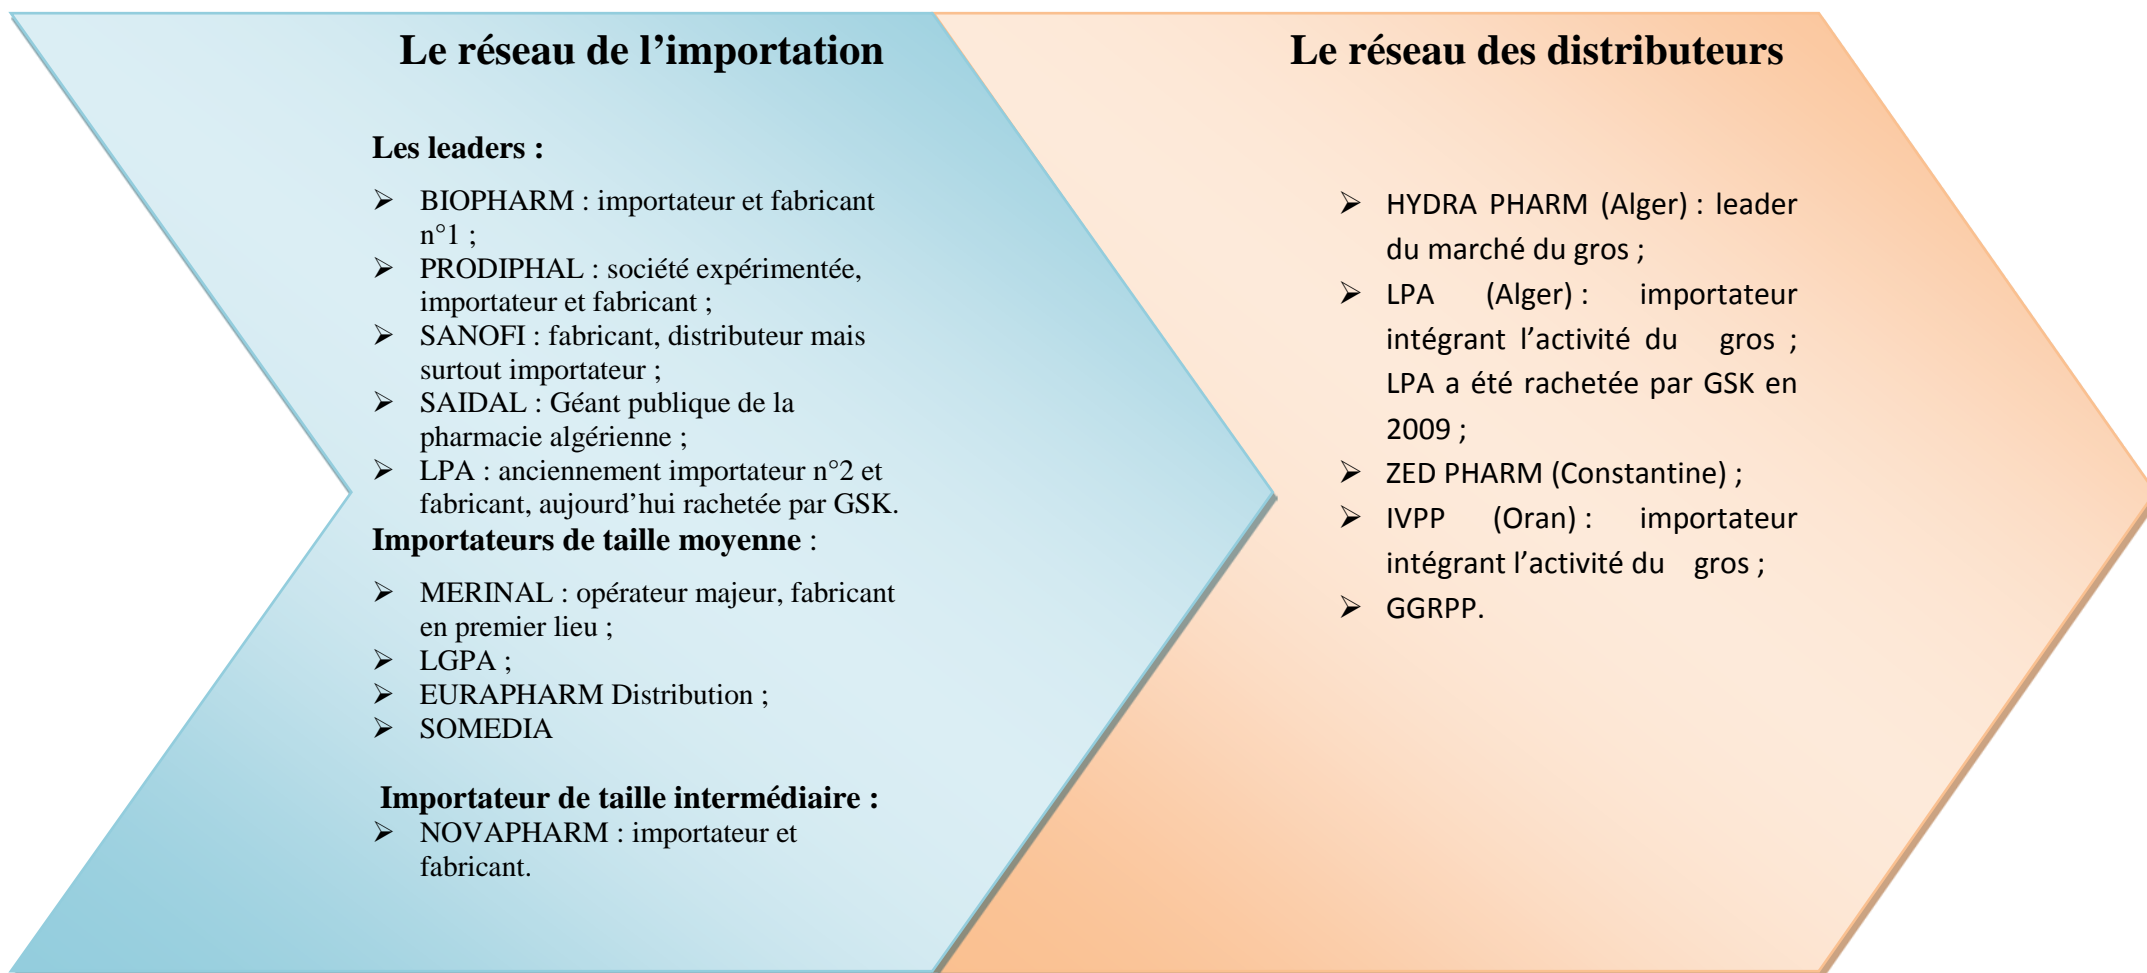 Le réseau de l’importation
Les leaders :
➢ BIOPHARM : importateur et fabricant
n°1 ;
➢ PRODIPHAL : société expérimentée,
importateur et fabricant ;
➢ SANOFI : fabricant, distributeur mais
surtout importateur ;
➢ SAIDAL : Géant publique de la
pharmacie algérienne ;
➢ LPA : anciennement importateur n°2 et
fabricant, aujourd’hui rachetée par GSK.
Importateurs de taille moyenne :
➢ MERINAL : opérateur majeur, fabricant
en premier lieu ;
➢ LGPA ;
➢ EURAPHARM Distribution ;
➢ SOMEDIA
Importateur de taille intermédiaire :
➢ NOVAPHARM : importateur et
fabricant.
Le réseau des distributeurs
➢ HYDRA PHARM (Alger) : leader
du marché du gros ;
➢ LPA (Alger) : importateur
intégrant l’activité du gros ;
LPA a été rachetée par GSK en
2009 ;
➢ ZED PHARM (Constantine) ;
➢ IVPP (Oran) : importateur
intégrant l’activité du gros ;
➢ GGRPP.